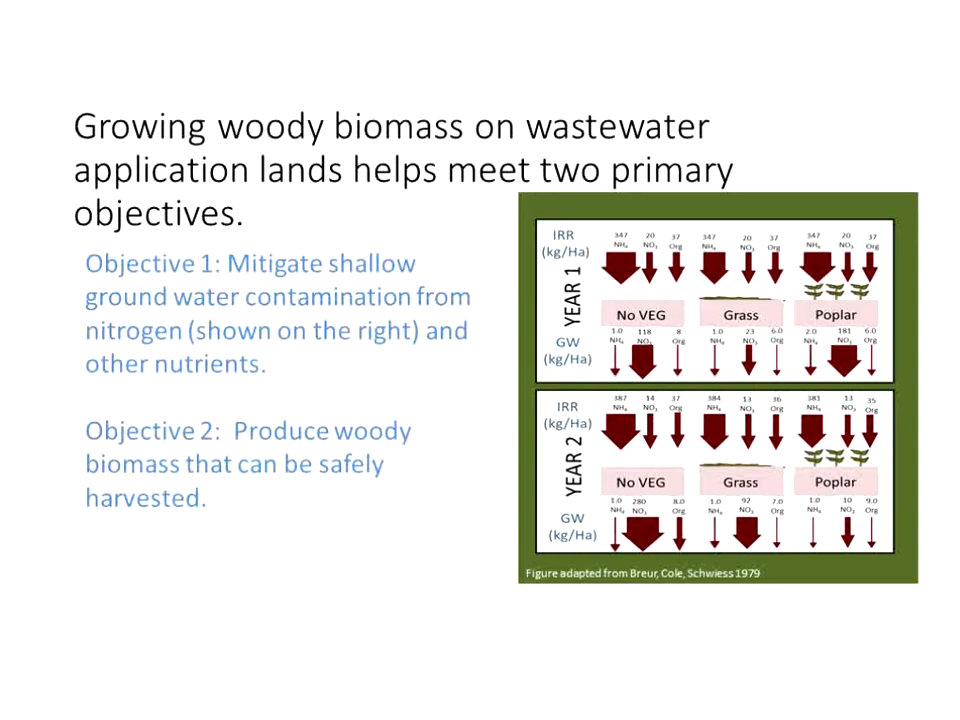 Growing woody biomass on wastewater
application lands helps meet two primary
objectives.
Objective 1: Mitigate shallow
ground water contamination from
nitrogen (shown on the right) and
other nutrients.
Objective 2: Produce woody
biomass that can be safely
harvested.
YEAR 1
IRR
(kg/Ha)
347 20 37 347 20 37 347 20 37
NH₄ NO₃ Org NH₄ NO₃ Org NH₄ NO₃ Org
No VEG Grass Poplar
GW
(kg/Ha)
1.0 118 8 1.0 23 6.0 2.0 181 6.0
NH₄ NO₃ Org NH₄ NO₃ Org NH₄ NO₃ Org
YEAR 2
IRR
(kg/Ha)
387 14 37 384 13 36 381 13 35
NH₄ NO₃ Org NH₄ NO₃ Org NH₄ NO₃ Org
No VEG Grass Poplar
GW
(kg/Ha)
1.0 280 8.0 1.0 92 7.0 1.0 10 9.0
NH₄ NO₃ Org NH₄ NO₃ Org NH₄ NO₃ Org
Figure adapted from Breur, Cole, Schwiess 1979